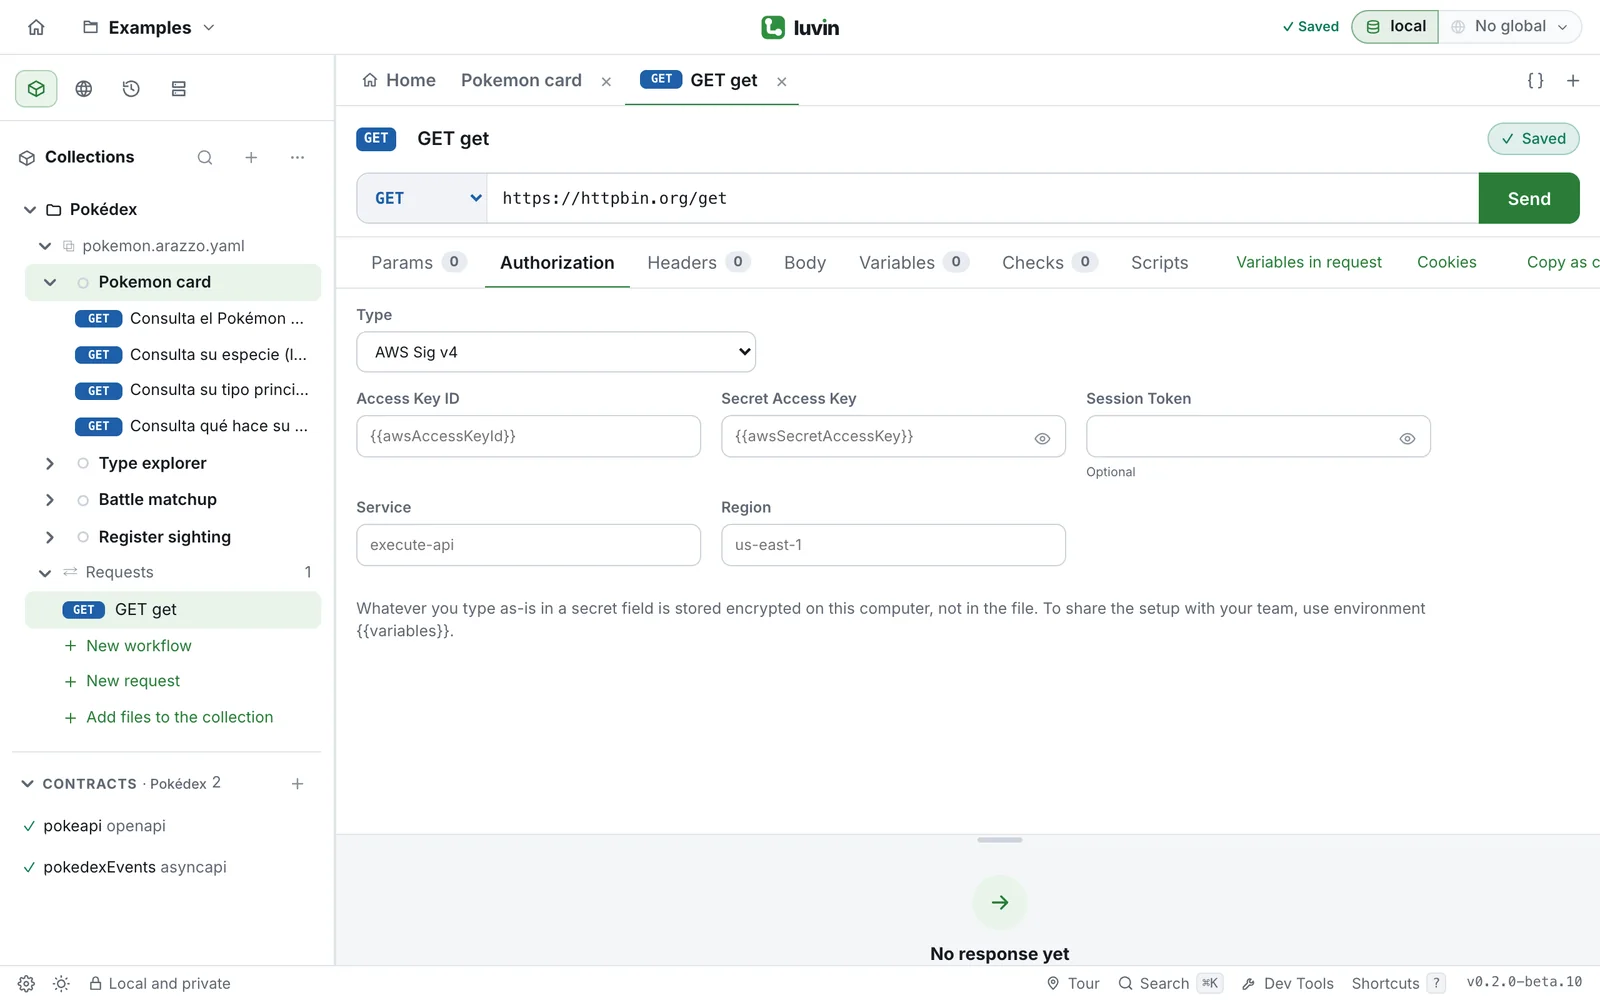 Examples
luvin
Saved
local
No global
Home
Pokemon card
GET GET get
Collections
GET GET get
Saved
GET https://httpbin.org/get Send
Pokédex
pokemon.arazzo.yaml
Pokemon card
GET Consulta el Pokémon ...
GET Consulta su especie (l...
GET Consulta su tipo princi...
GET Consulta qué hace su ...
Type explorer
Battle matchup
Register sighting
Requests 1
GET GET get
New workflow
New request
Add files to the collection
CONTRACTS · Pokédex 2
pokeapi openapi
pokedexEvents asyncapi
Params 0 Authorization Headers 0 Body Variables 0 Checks 0 Scripts Variables in request Cookies Copy as c
Type
AWS Sig v4
Access Key ID Secret Access Key Session Token
{{awsAccessKeyId}} {{awsSecretAccessKey}}
Optional
Service Region
execute-api us-east-1
Whatever you type as-is in a secret field is stored encrypted on this computer, not in the file. To share the setup with your team, use environment
{{variables}}.
No response yet
Local and private
Tour Search ⌘K Dev Tools Shortcuts ? v0.2.0-beta.10